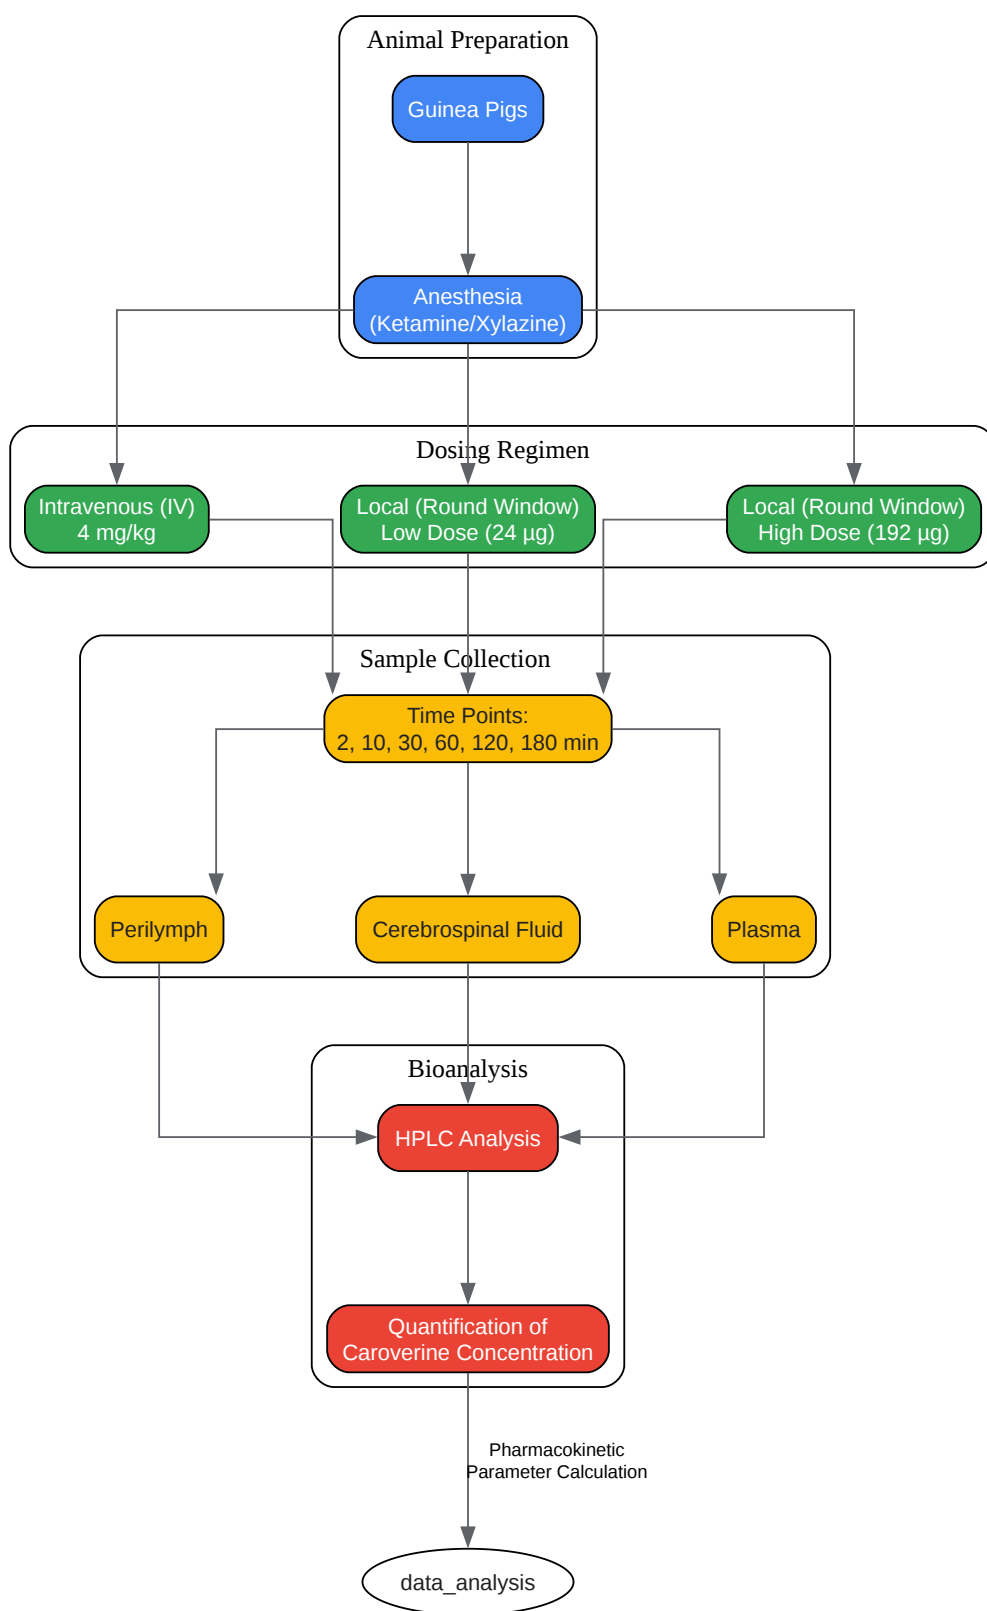 Animal Preparation
Guinea Pigs
Anesthesia
(Ketamine/Xylazine)
Dosing Regimen
Intravenous (IV)
4 mg/kg
Local (Round Window)
Low Dose (24 µg)
Local (Round Window)
High Dose (192 µg)
Sample Collection
Time Points:
2, 10, 30, 60, 120, 180 min
Perilymph
Cerebrospinal Fluid
Plasma
Bioanalysis
HPLC Analysis
Quantification of
Caroverine Concentration
Pharmacokinetic
Parameter Calculation
data_analysis